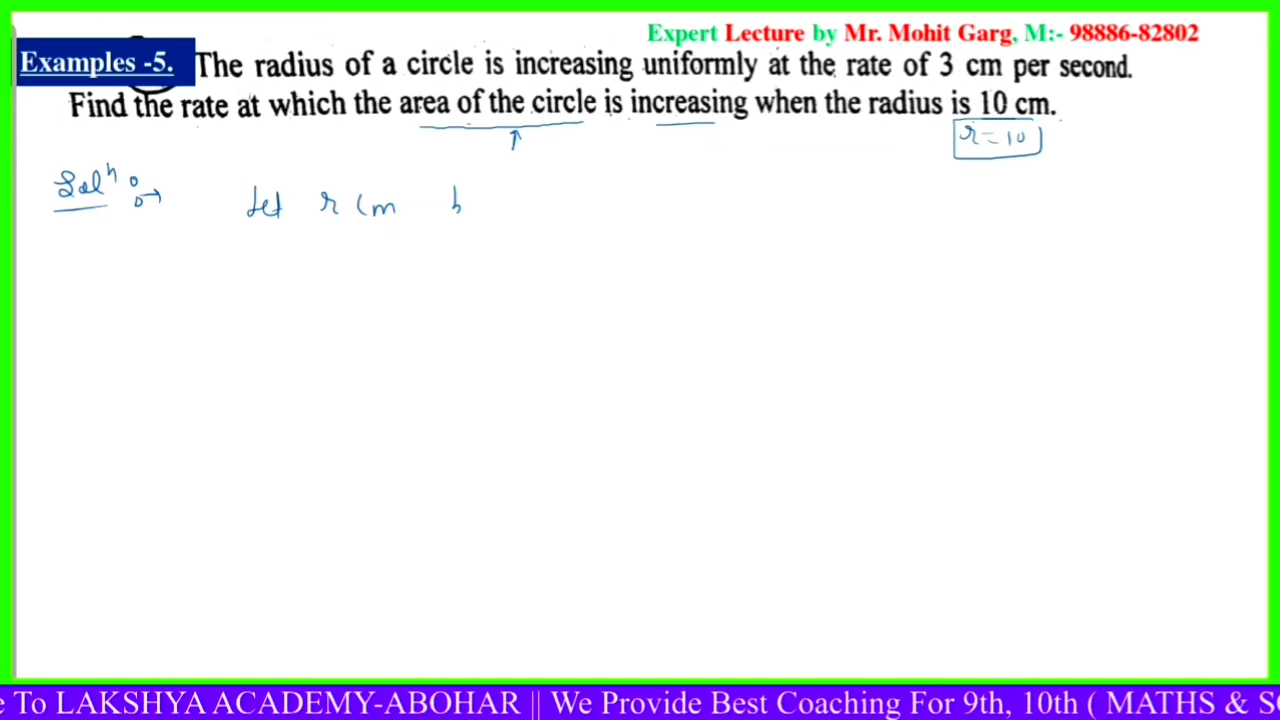 Expert Lecture by Mr. Mohit Garg, M:- 98886-82802
Examples -5. The radius of a circle is increasing uniformly at the rate of 3 cm per second.
Find the rate at which the area of the circle is increasing when the radius is 10 cm.
r=10
Solⁿ
Let r cm b
To LAKSHYA ACADEMY-ABOHAR || We Provide Best Coaching For 9th, 10th ( MATHS &